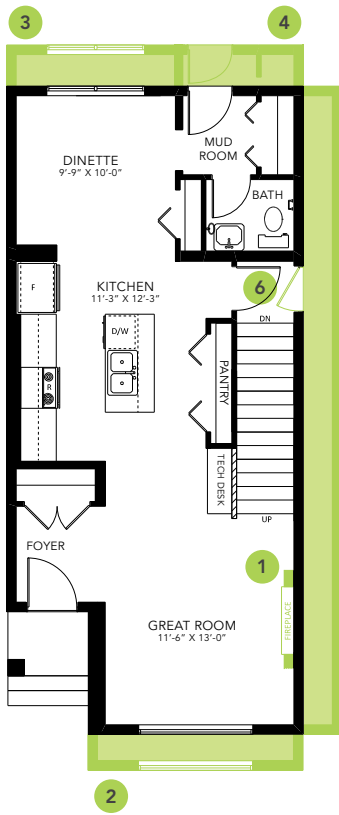 3
4
MUD
ROOM
DINETTE
9'-9" X 10'-0"
BATH
KITCHEN
11'-3" X 12'-3"
F
6
DN
D/W
PANTRY
R
TECH DESK
UP
FOYER
1
FIREPLACE
GREAT ROOM
11'-6" X 13'-0"
2